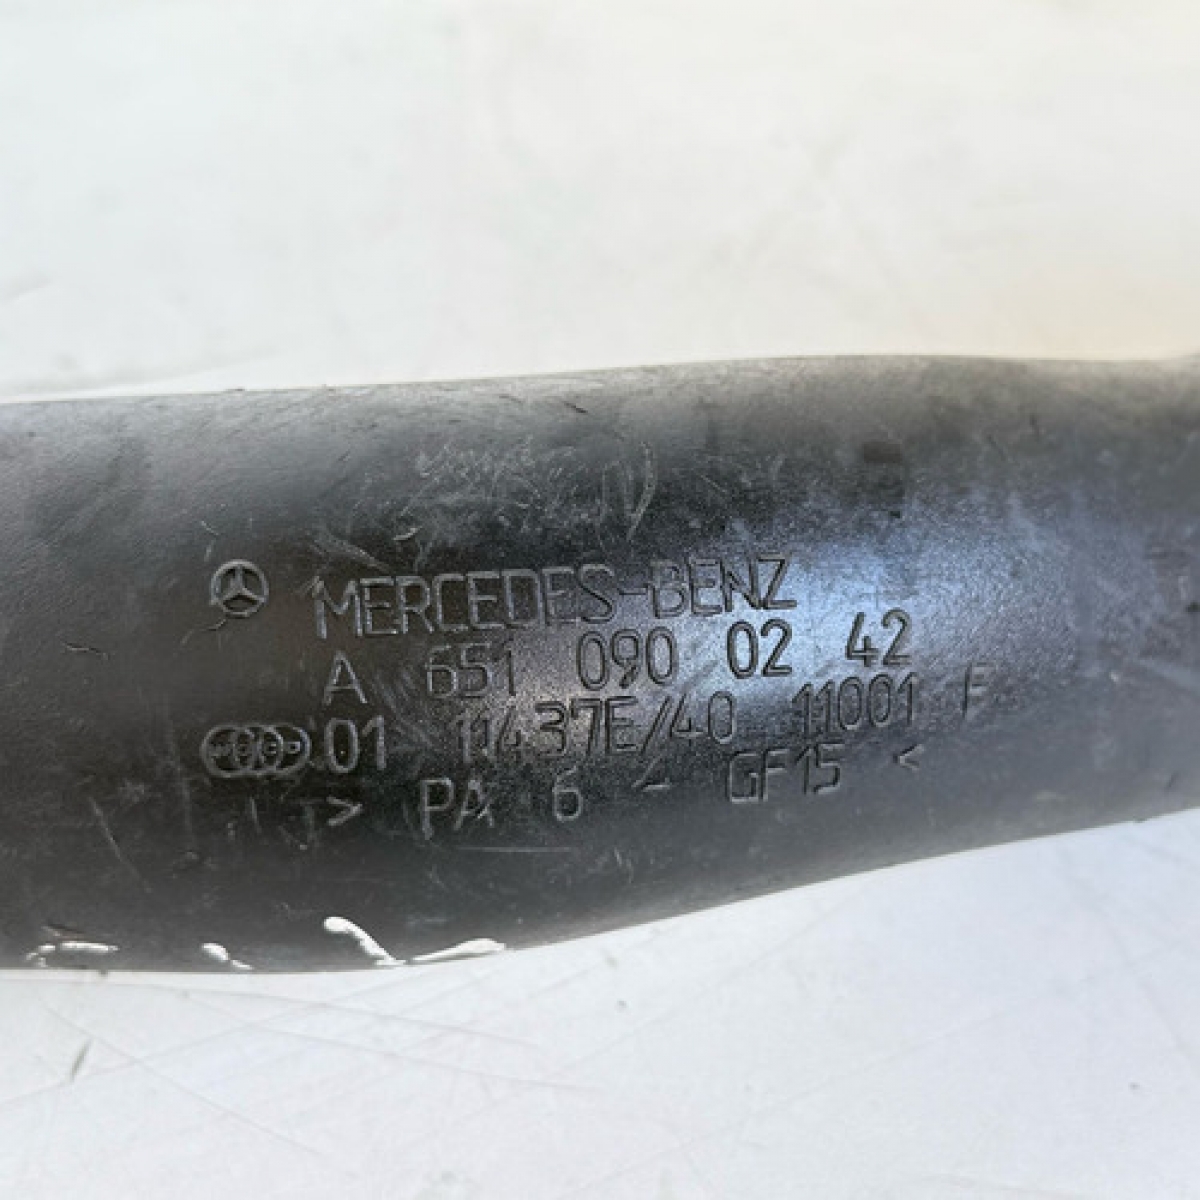 MERCEDES-BENZ
A 651 090 02 42
01 11437E/40 11001 F
> PA 6 - GF15 <